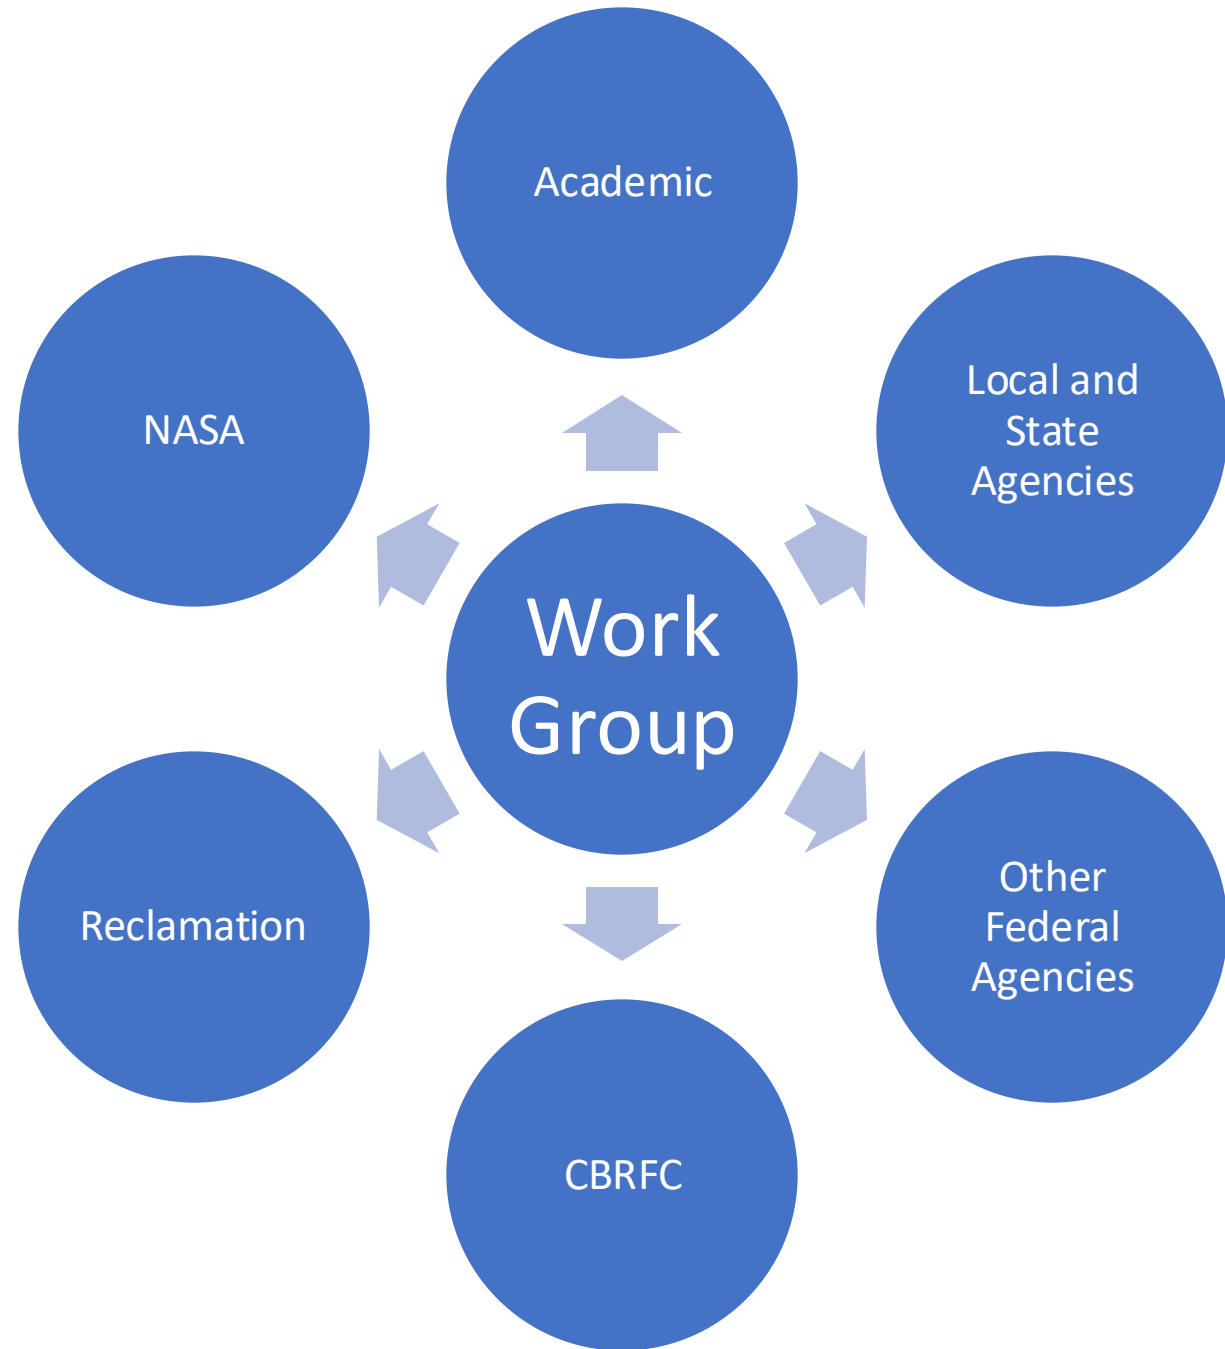 Academic
NASA
Local and
State
Agencies
Work
Group
Reclamation
Other
Federal
Agencies
CBRFC